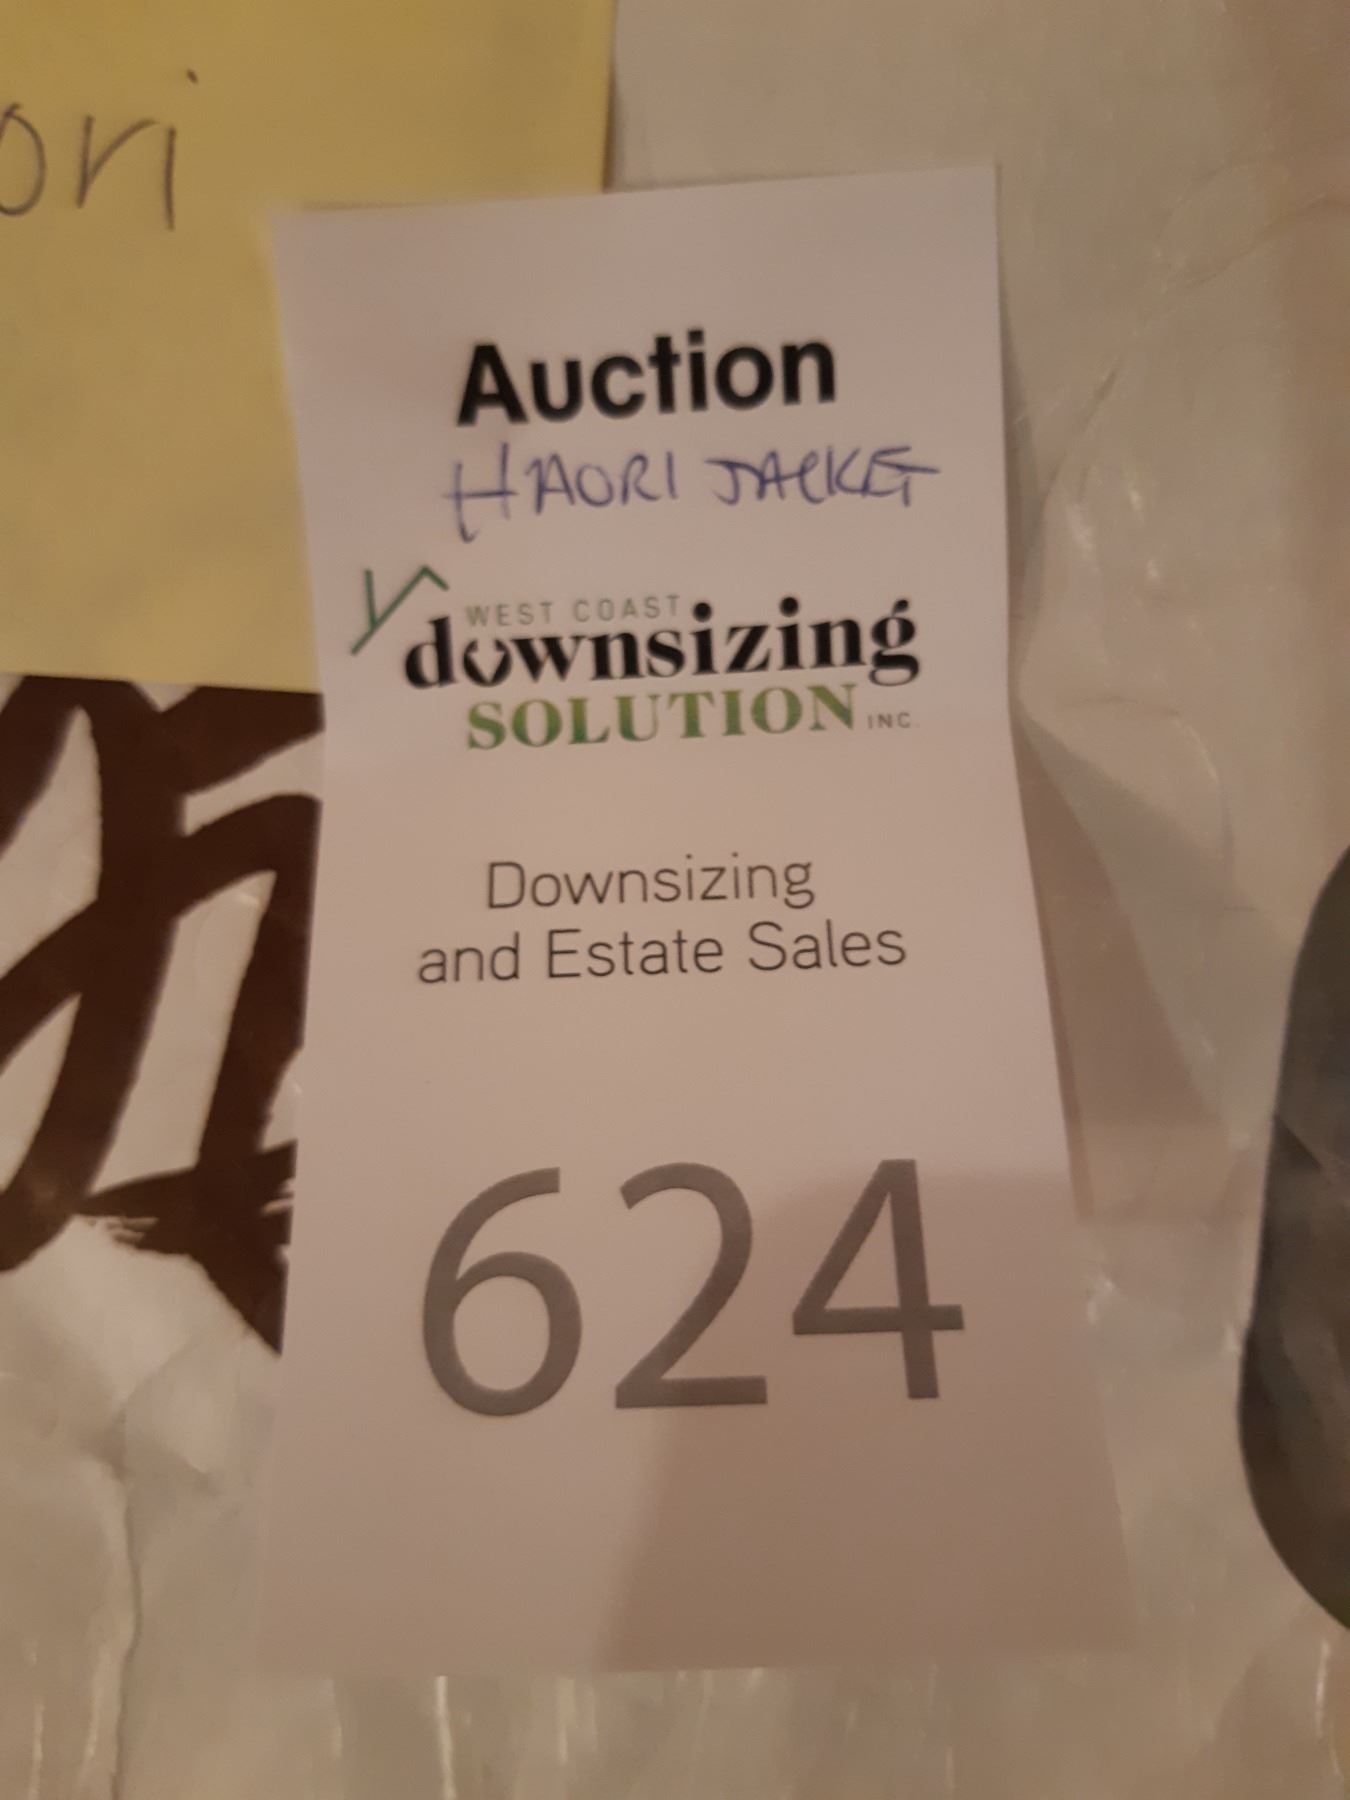 ori
Auction
HAORI JACKET
WEST COAST
downsizing
SOLUTION INC.
Downsizing
and Estate Sales
624